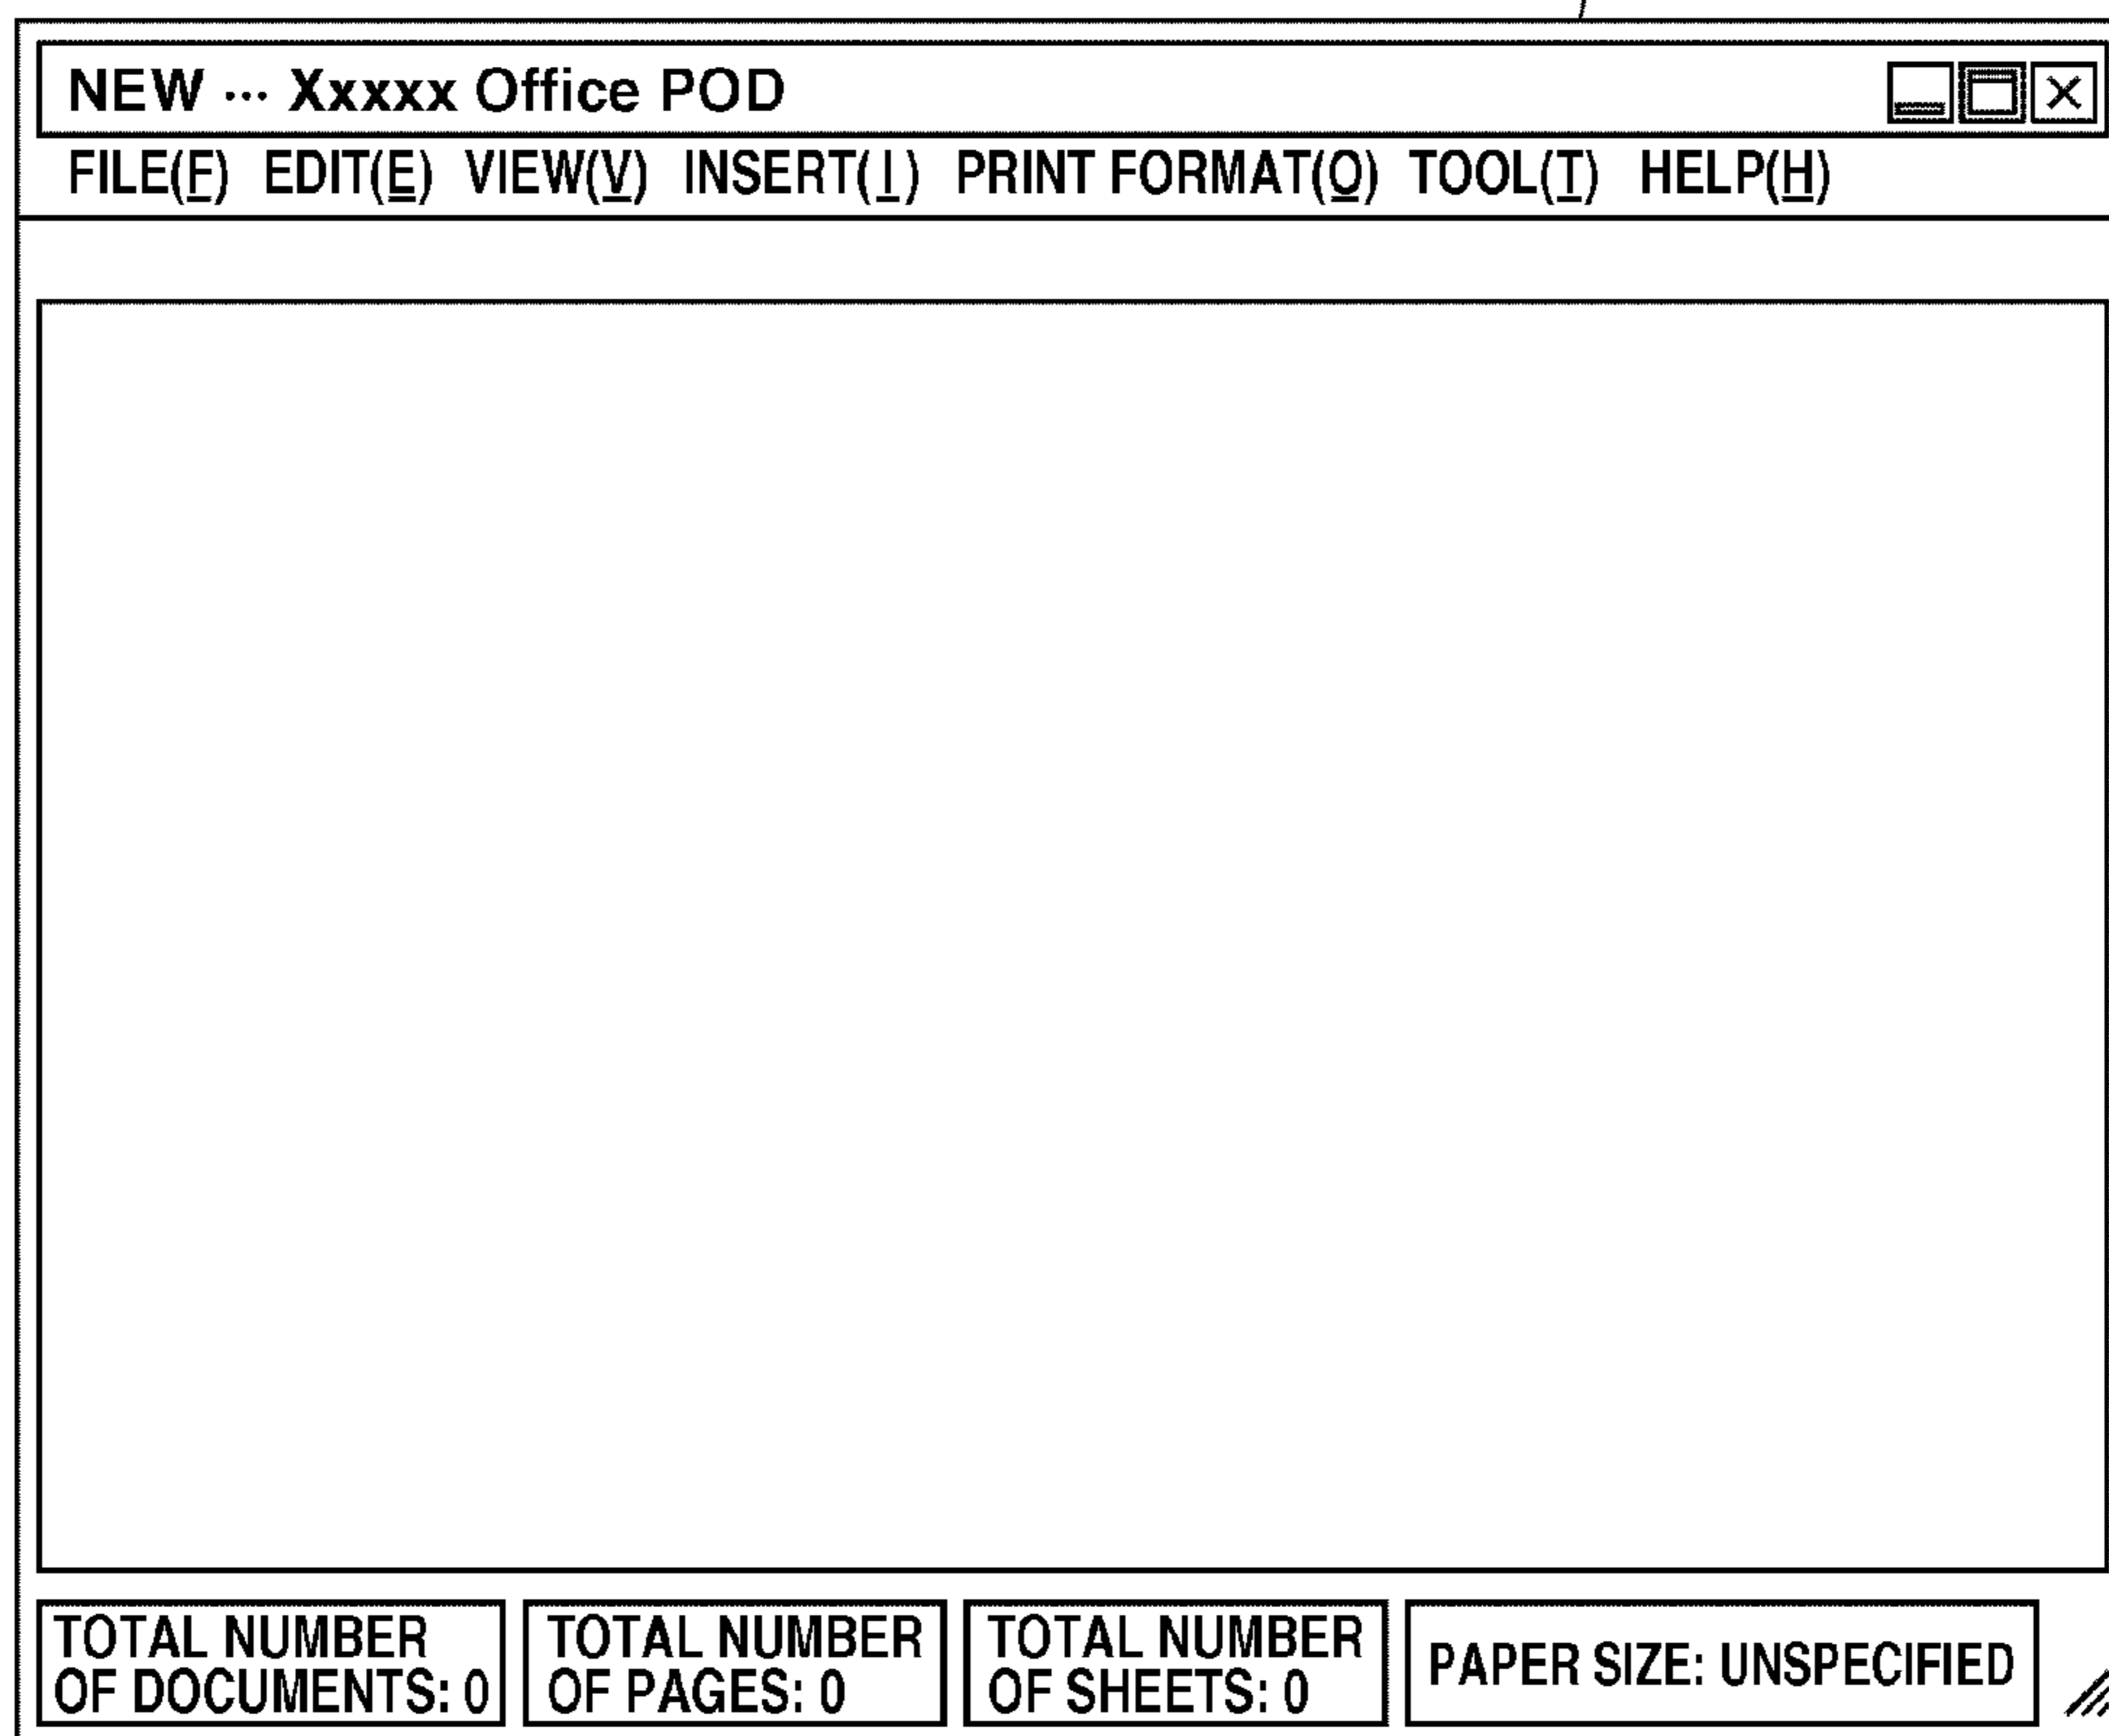 NEW ··· Xxxxx Office POD
FILE(F) EDIT(E) VIEW(V) INSERT(I) PRINT FORMAT(O) TOOL(T) HELP(H)
TOTAL NUMBER
OF DOCUMENTS: 0
TOTAL NUMBER
OF PAGES: 0
TOTAL NUMBER
OF SHEETS: 0
PAPER SIZE: UNSPECIFIED